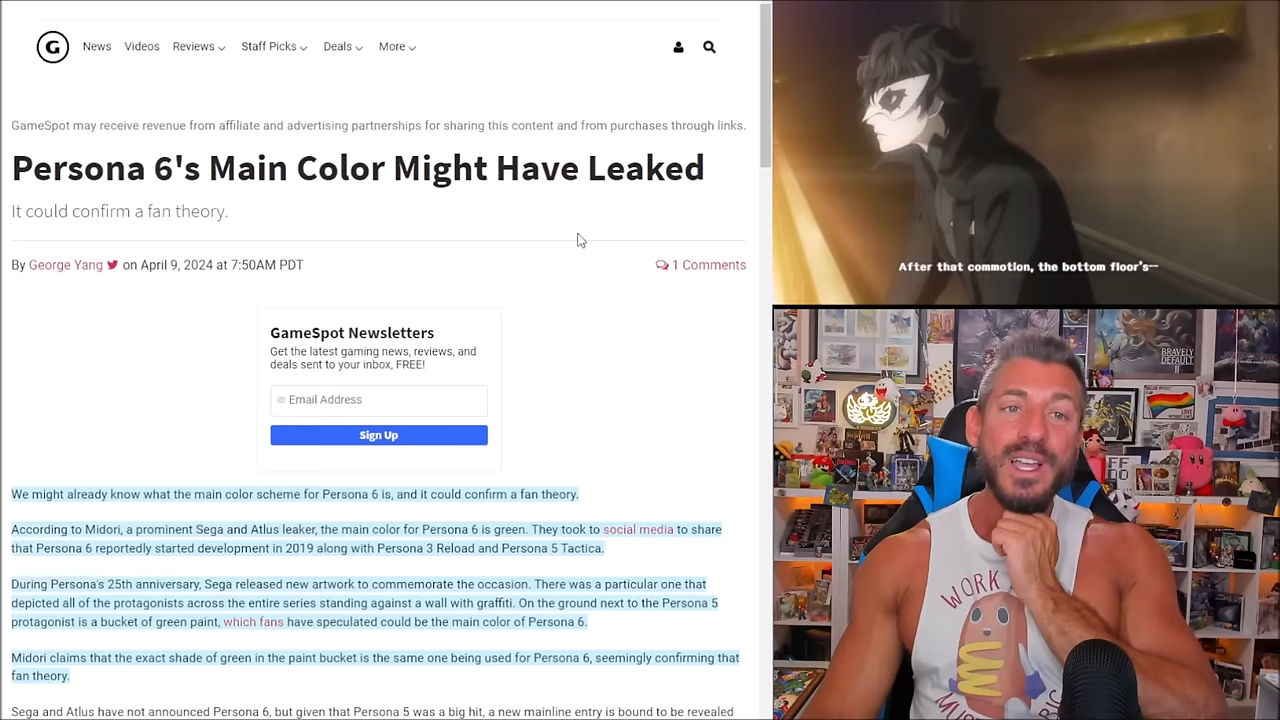 G
News Videos Reviews Staff Picks Deals More
GameSpot may receive revenue from affiliate and advertising partnerships for sharing this content and from purchases through links.
Persona 6's Main Color Might Have Leaked
It could confirm a fan theory.
By George Yang on April 9, 2024 at 7:50AM PDT
1 Comments
GameSpot Newsletters
Get the latest gaming news, reviews, and
deals sent to your inbox, FREE!
Email Address
Sign Up
We might already know what the main color scheme for Persona 6 is, and it could confirm a fan theory.
According to Midori, a prominent Sega and Atlus leaker, the main color for Persona 6 is green. They took to social media to share
that Persona 6 reportedly started development in 2019 along with Persona 3 Reload and Persona 5 Tactica.
During Persona's 25th anniversary, Sega released new artwork to commemorate the occasion. There was a particular one that
depicted all of the protagonists across the entire series standing against a wall with graffiti. On the ground next to the Persona 5
protagonist is a bucket of green paint, which fans have speculated could be the main color of Persona 6.
Midori claims that the exact shade of green in the paint bucket is the same one being used for Persona 6, seemingly confirming that
fan theory.
Sega and Atlus have not announced Persona 6, but given that Persona 5 was a big hit, a new mainline entry is bound to be revealed
After that commotion, the bottom floor's--
BRAVELY
DEFAULT
II
WORK